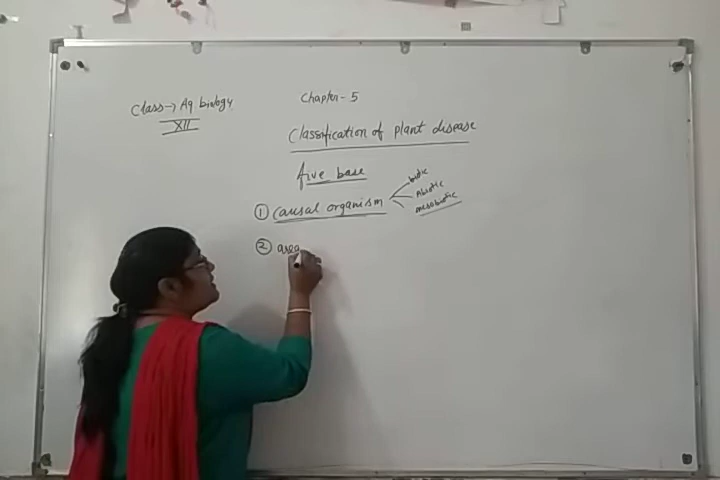 Class → Ag. biology
XII
Chapter - 5
Classification of plant disease
five base
① causal organism
biotic
Abiotic
mesobiotic
② area